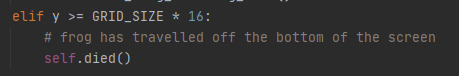 elif y >= GRID_SIZE * 16:
# frog has travelled off the bottom of the screen
self.died()